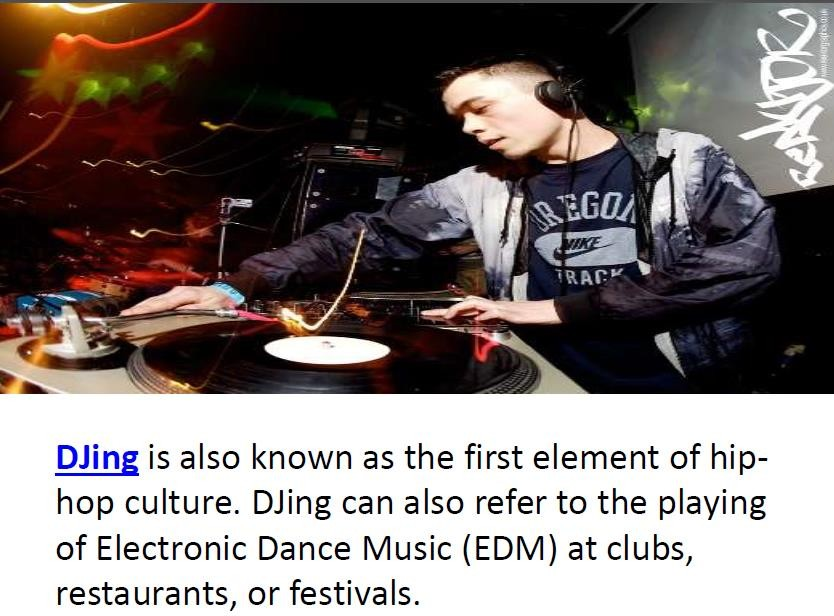 OREGON
NIKE
TRACK
DJing is also known as the first element of hip-
hop culture. DJing can also refer to the playing
of Electronic Dance Music (EDM) at clubs,
restaurants, or festivals.